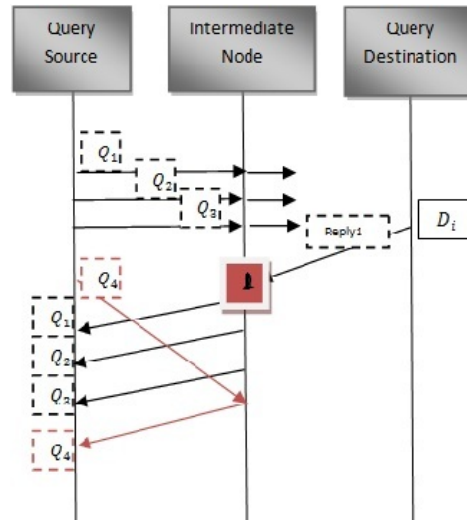 Query
Source
Intermediate
Node
Query
Destination
Q₁
Q₂
Q₃
Reply1
Dᵢ
Q₄
Q₁
Q₂
Q₃
Q₄